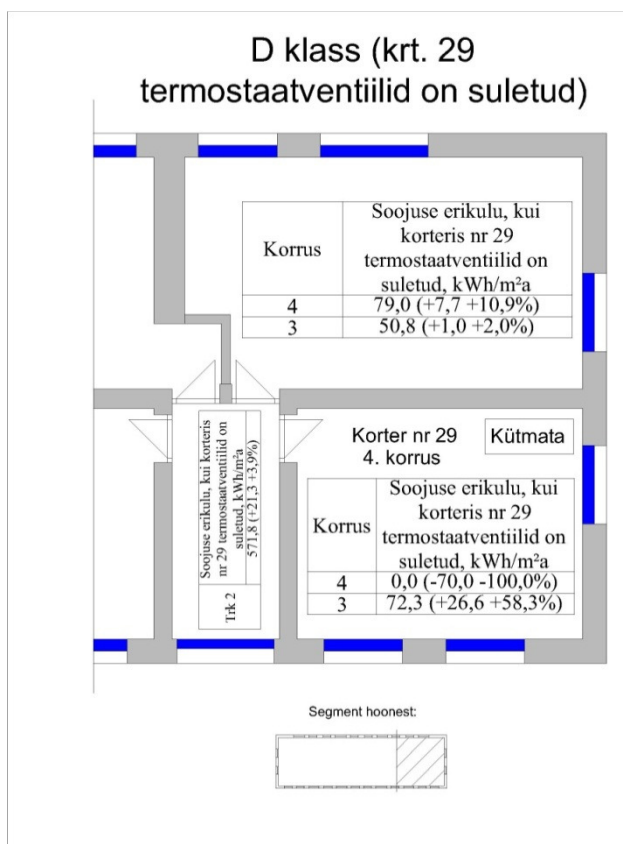 D klass (krt. 29
termostaatventiilid on suletud)
Korrus
Soojuse erikulu, kui
korteris nr 29
termostaatventiilid on
suletud, kWh/m²a
4 79,0 (+7,7 +10,9%)
3 50,8 (+1,0 +2,0%)
Trk 2
Soojuse erikulu, kui korteris
nr 29 termostaatventiilid on
suletud, kWh/m²a
571,8 (+21,3 +3,9%)
Korter nr 29
4. korrus
Kütmata
Korrus
Soojuse erikulu, kui
korteris nr 29
termostaatventiilid on
suletud, kWh/m²a
4 0,0 (-70,0 -100,0%)
3 72,3 (+26,6 +58,3%)
Segment hoonest: